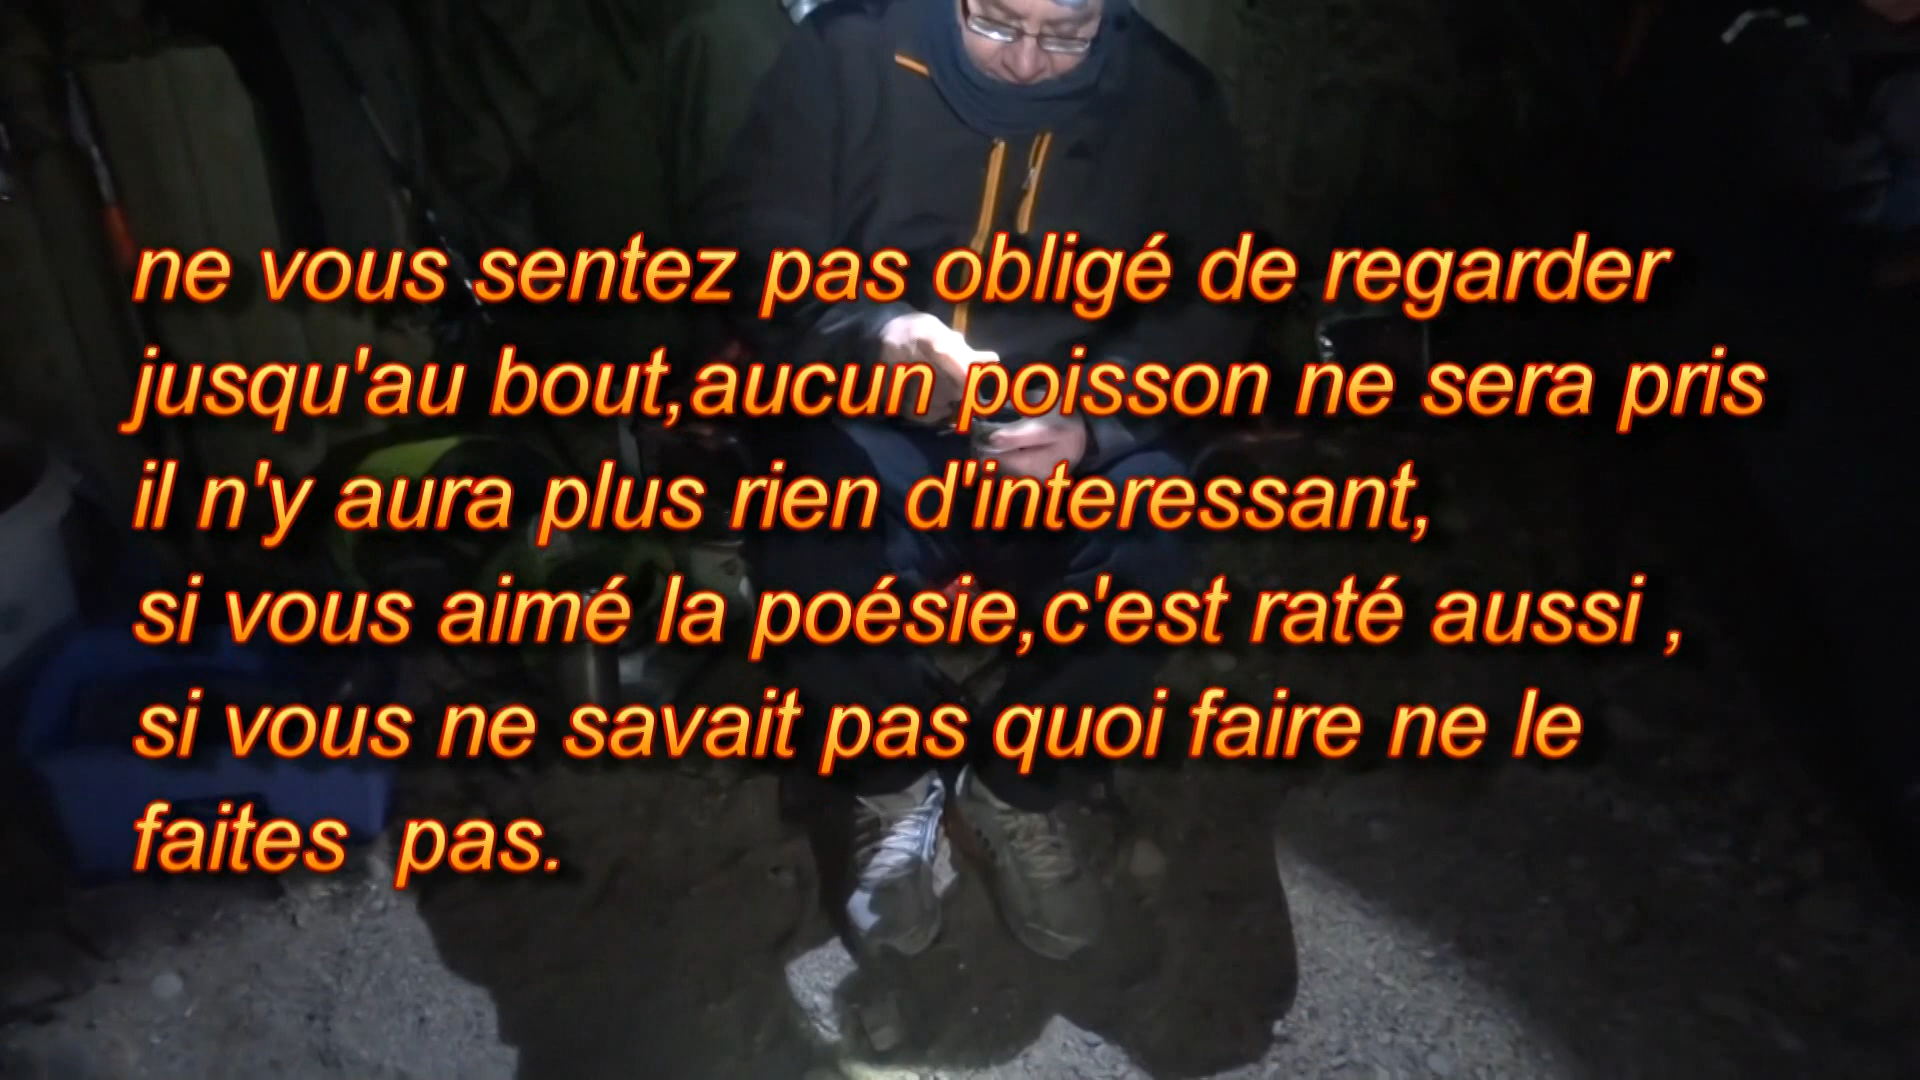 ne vous sentez pas obligé de regarder
jusqu'au bout,aucun poisson ne sera pris
il n'y aura plus rien d'interessant,
si vous aimé la poésie,c'est raté aussi ,
si vous ne savait pas quoi faire ne le
faites  pas.